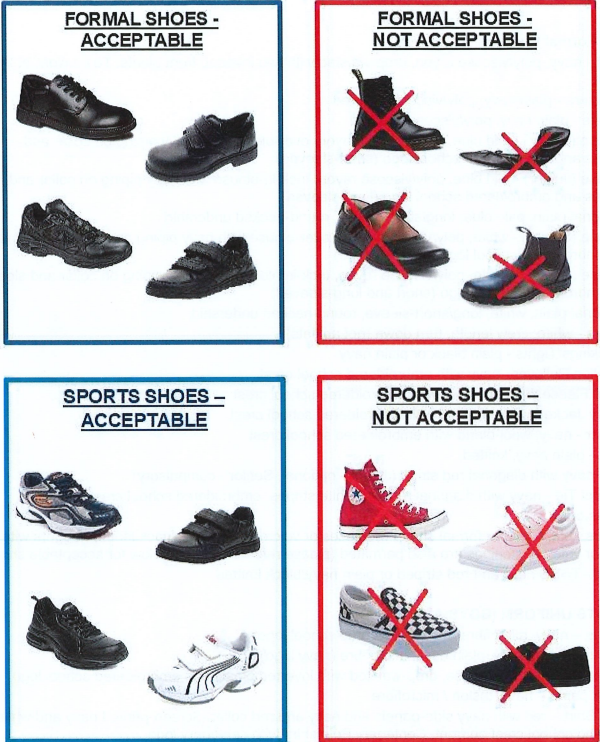 FORMAL SHOES -
ACCEPTABLE
FORMAL SHOES -
NOT ACCEPTABLE
SPORTS SHOES –
ACCEPTABLE
SPORTS SHOES –
NOT ACCEPTABLE